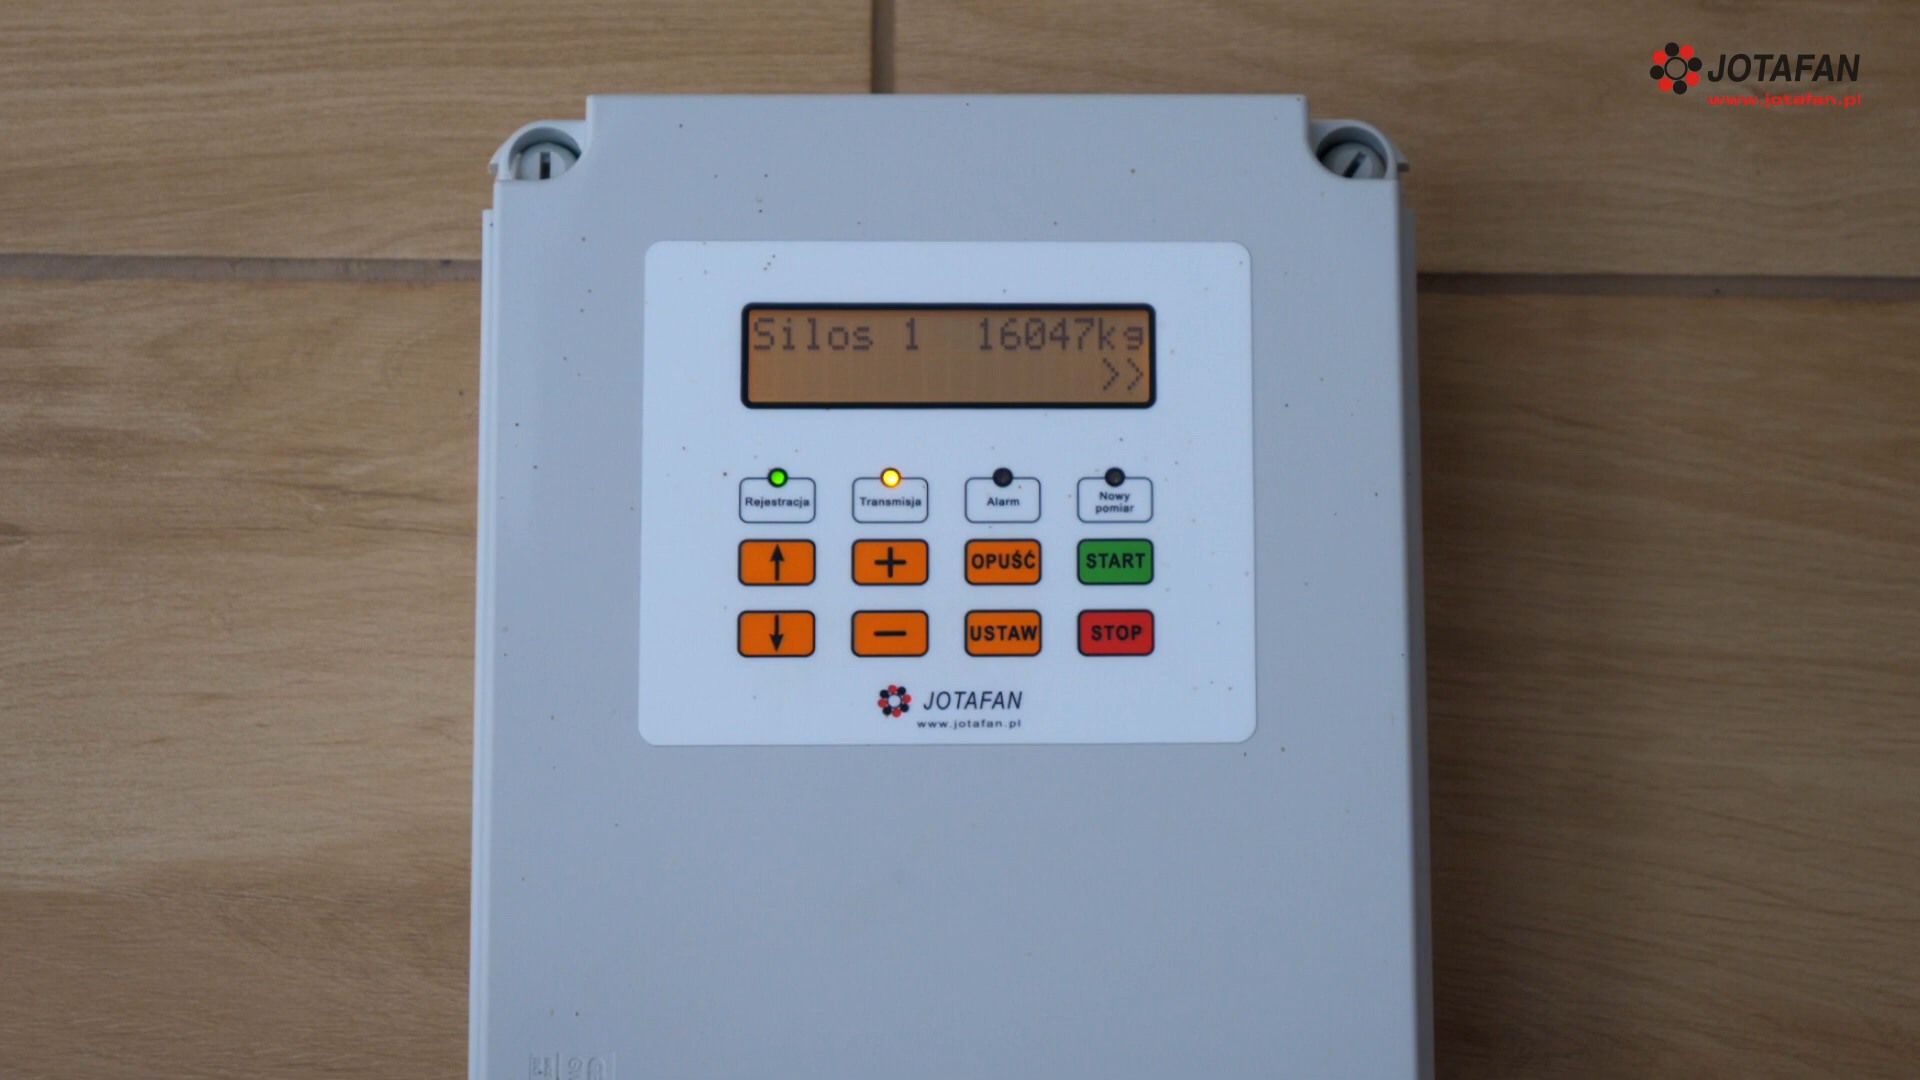 JOTAFAN
www.jotafan.pl
Silos 1 16047kg
>>
Rejestracja
Transmisja
Alarm
Nowy
pomiar
+
OPUŚĆ
START
−
USTAW
STOP
JOTAFAN
www.jotafan.pl